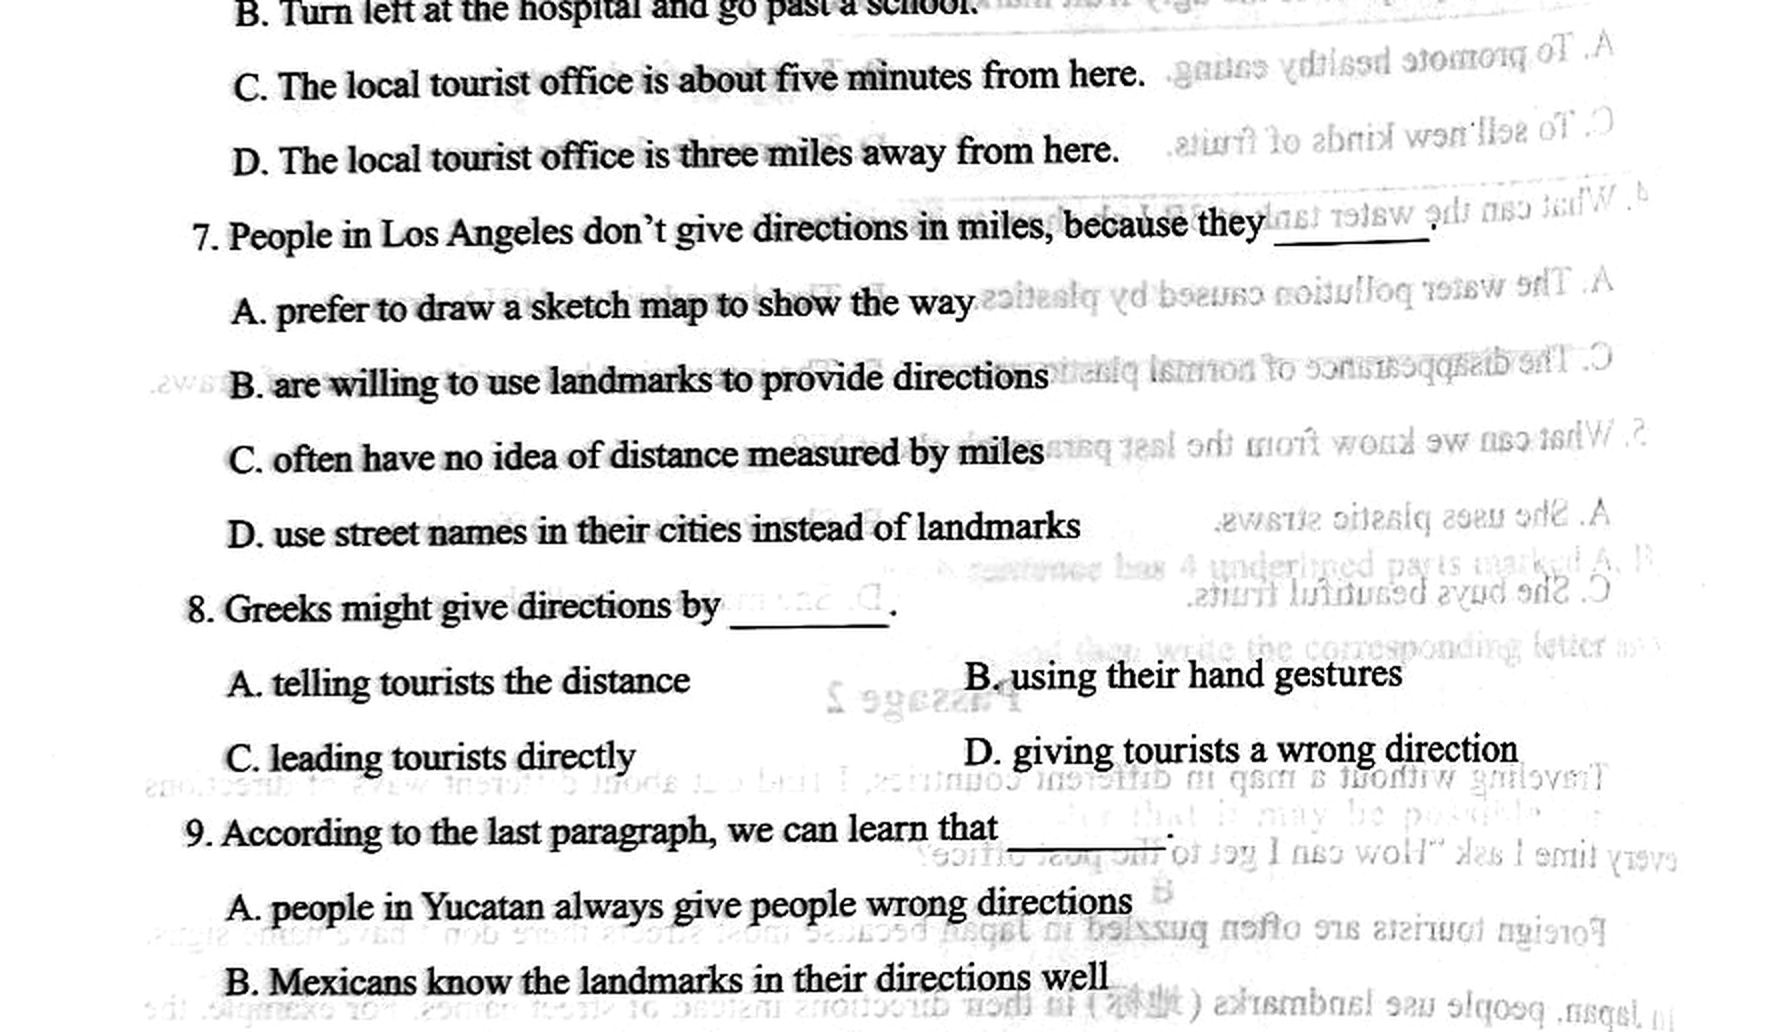 B. Turn left at the hospital and go past a school.
C. The local tourist office is about five minutes from here.
D. The local tourist office is three miles away from here.
7. People in Los Angeles don’t give directions in miles, because they ________.
A. prefer to draw a sketch map to show the way
B. are willing to use landmarks to provide directions
C. often have no idea of distance measured by miles
D. use street names in their cities instead of landmarks
8. Greeks might give directions by ________.
A. telling tourists the distance
B. using their hand gestures
C. leading tourists directly
D. giving tourists a wrong direction
9. According to the last paragraph, we can learn that ________.
A. people in Yucatan always give people wrong directions
B. Mexicans know the landmarks in their directions well